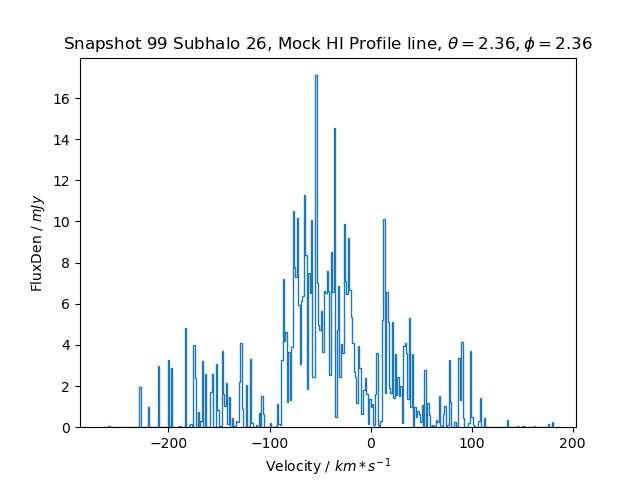 Snapshot 99 Subhalo 26, Mock HI Profile line, θ = 2.36, ϕ = 2.36
FluxDen / mJy
16
14
12
10
8
6
4
2
0
−200 −100 0 100 200
Velocity / km * s⁻¹